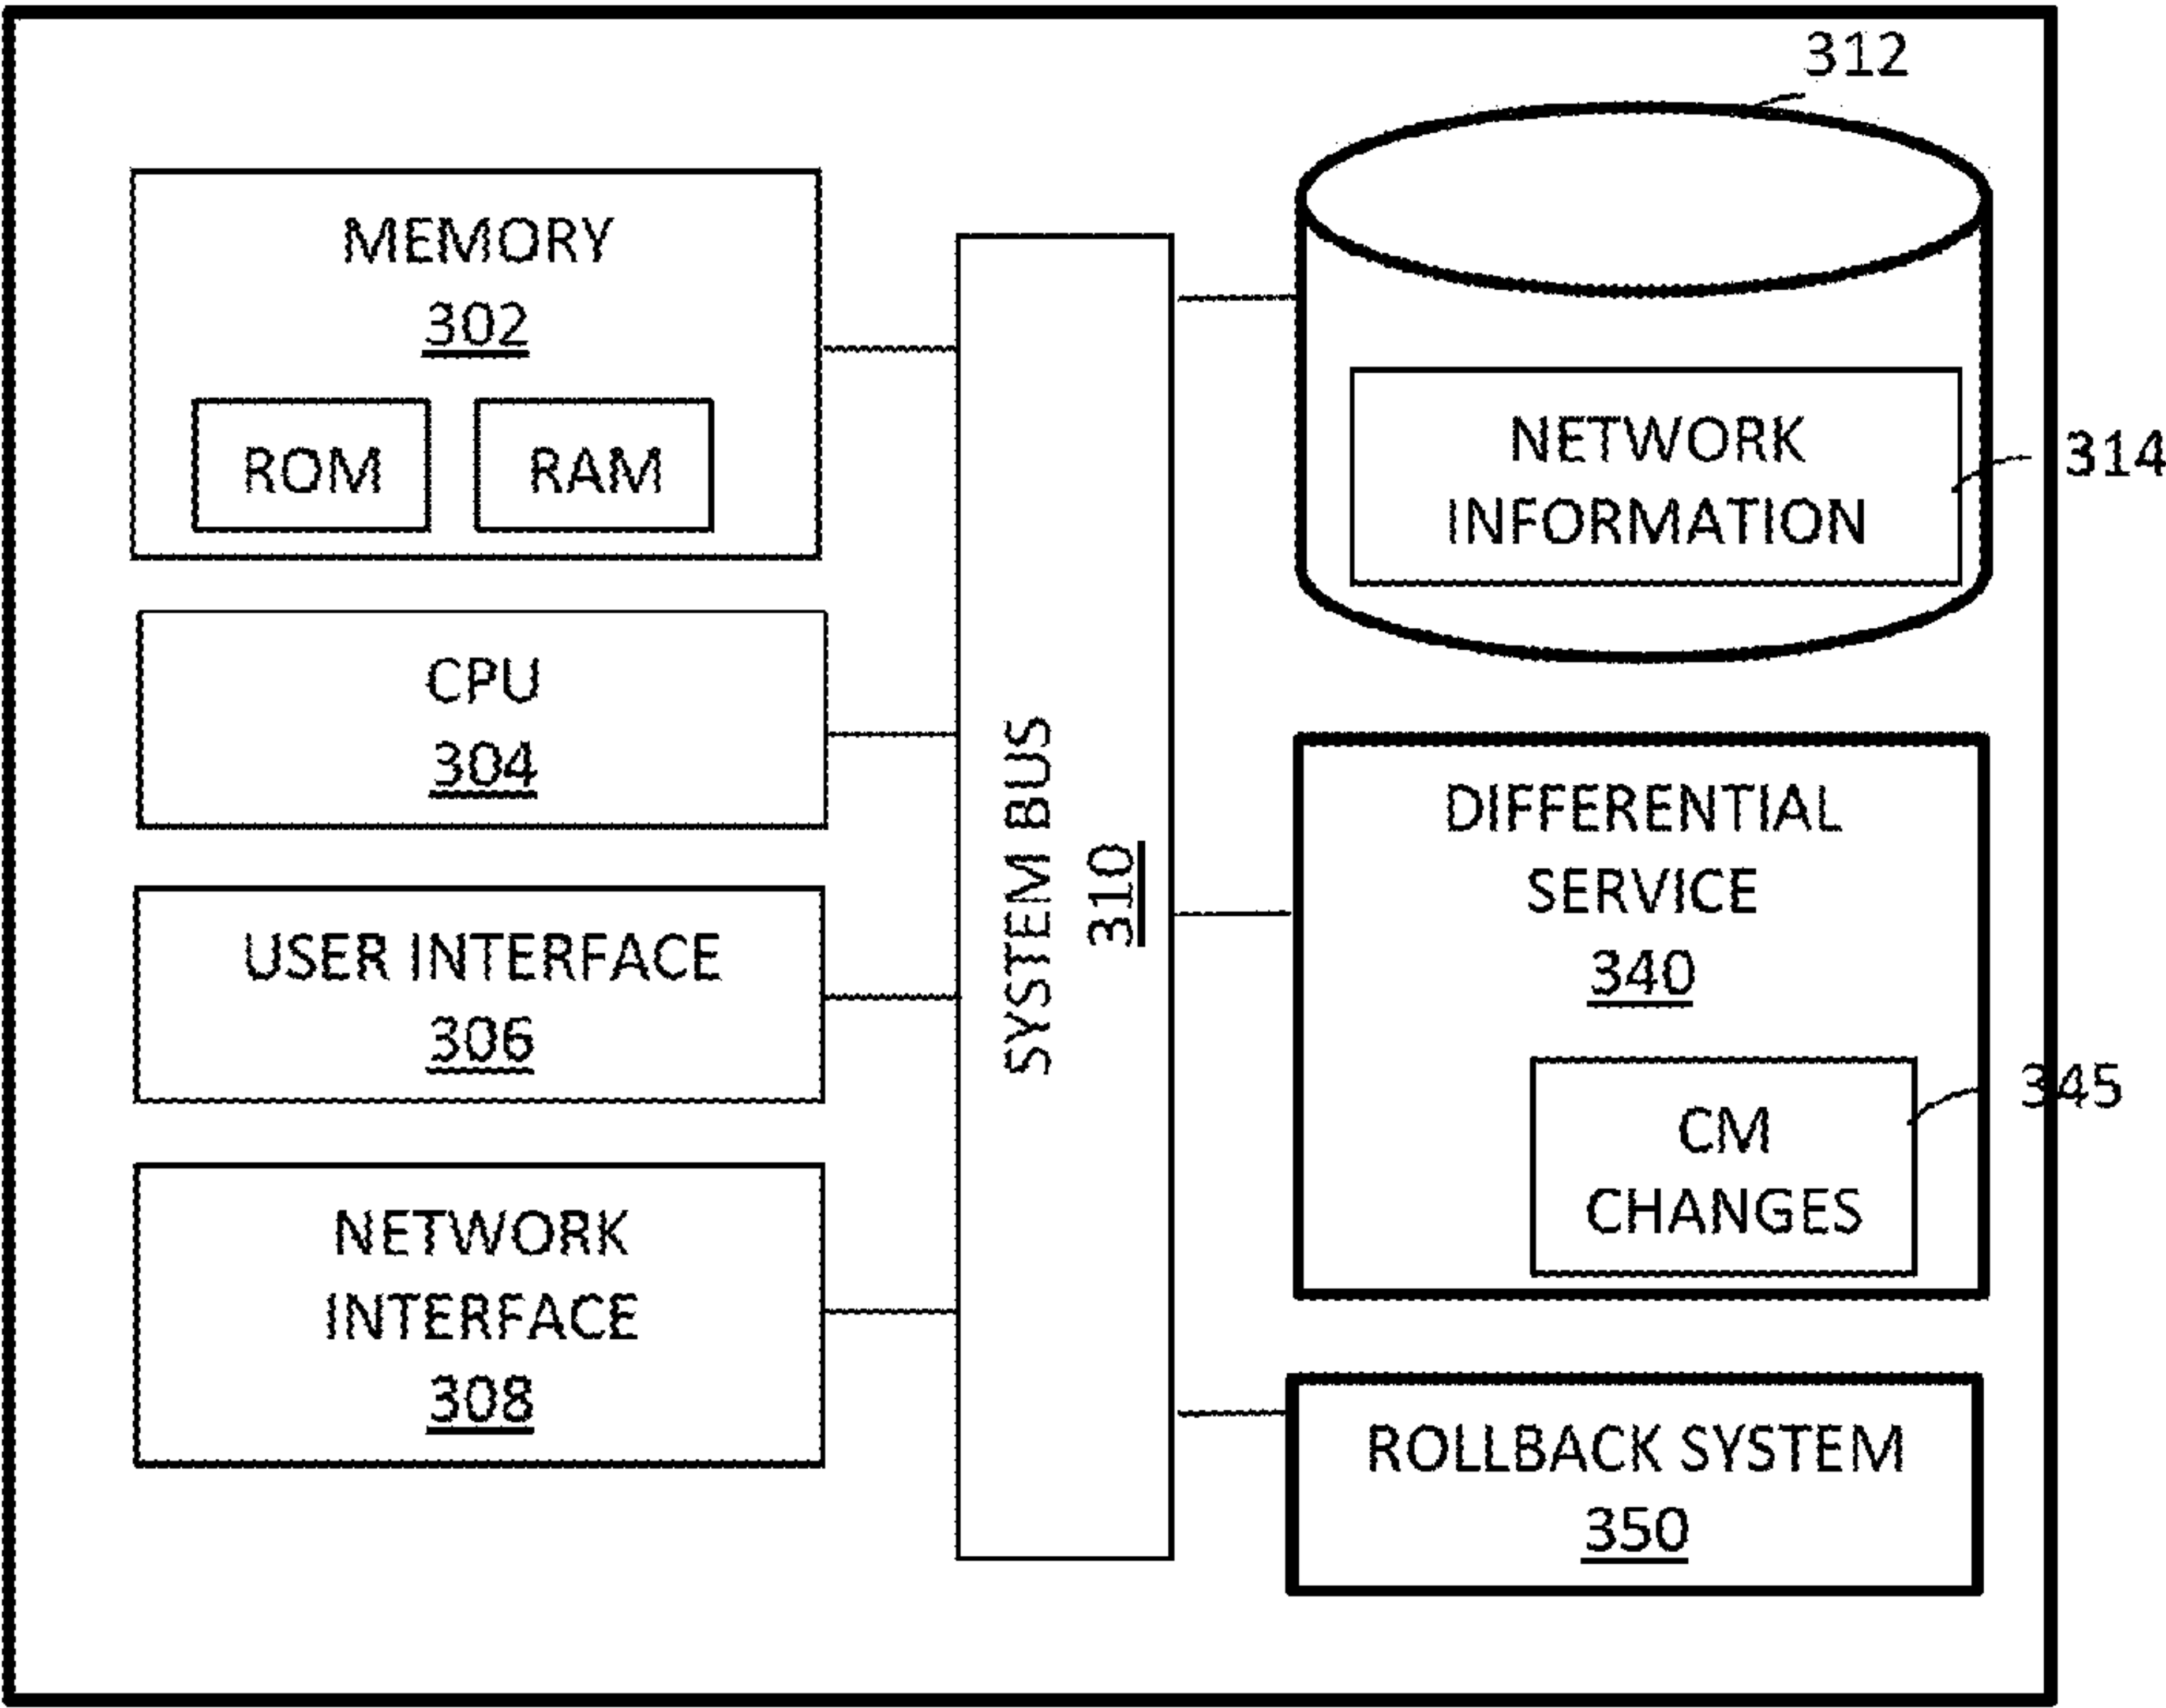 312
MEMORY
302
ROM RAM
NETWORK
INFORMATION
314
CPU
304
SYSTEM BUS
310
DIFFERENTIAL
SERVICE
340
USER INTERFACE
306
345
CM
CHANGES
NETWORK
INTERFACE
308
ROLLBACK SYSTEM
350